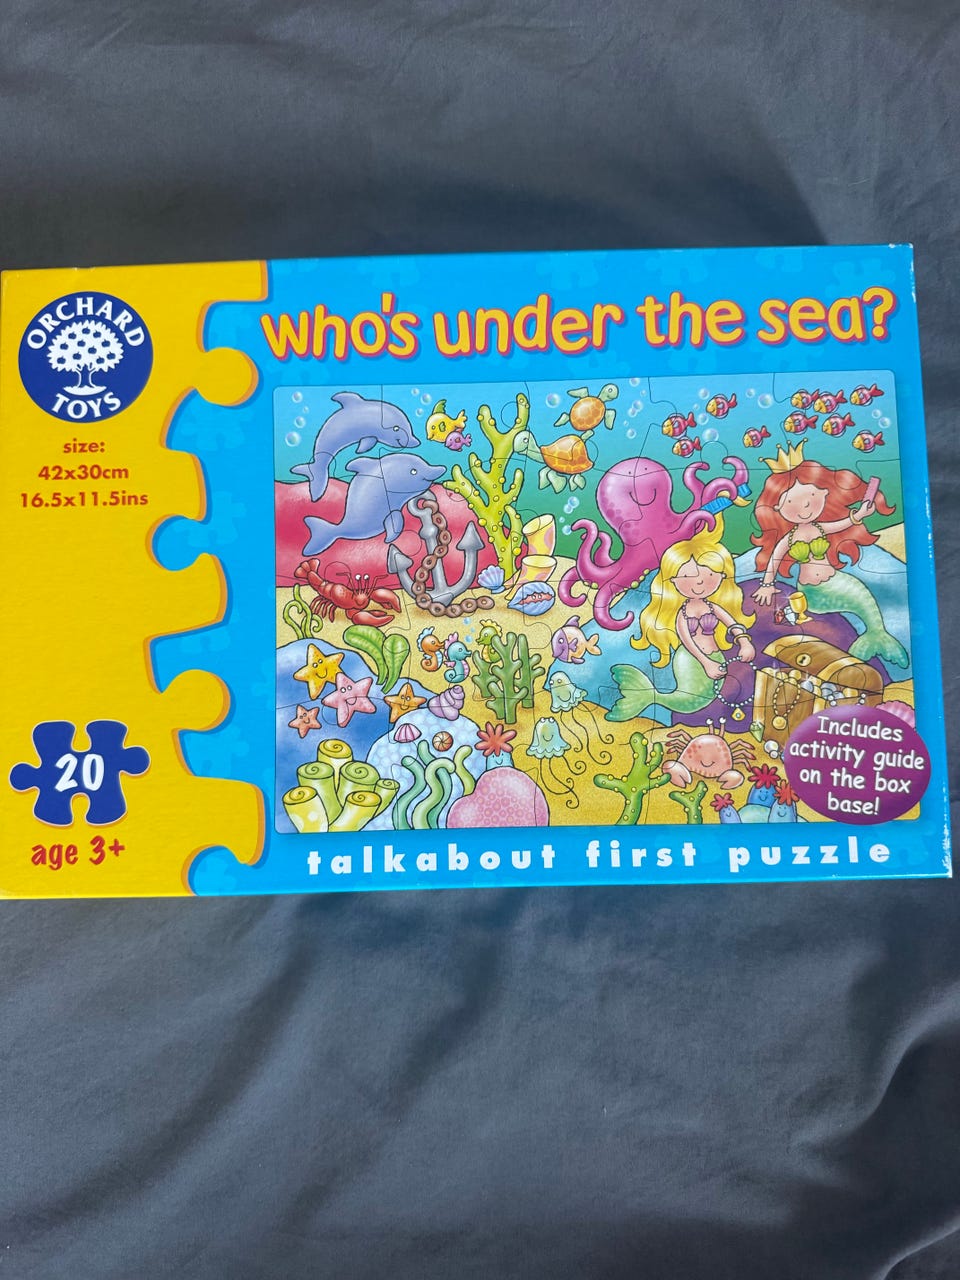 ORCHARD
TOYS
size:
42x30cm
16.5x11.5ins
20
age 3+
who's under the sea?
Includes
activity guide
on the box
base!
talkabout first puzzle